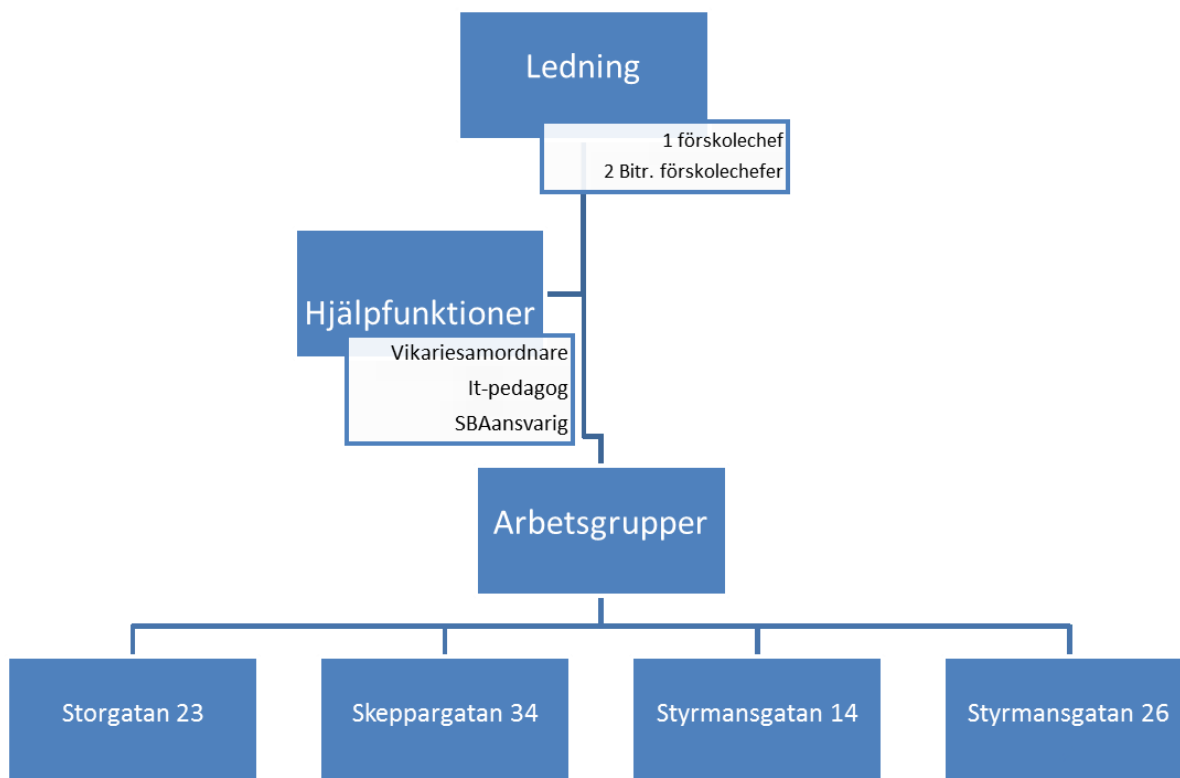 Ledning
1 förskolechef
2 Bitr. förskolechefer
Hjälpfunktioner
Vikariesamordnare
It-pedagog
SBAansvarig
Arbetsgrupper
Storgatan 23
Skeppargatan 34
Styrmansgatan 14
Styrmansgatan 26